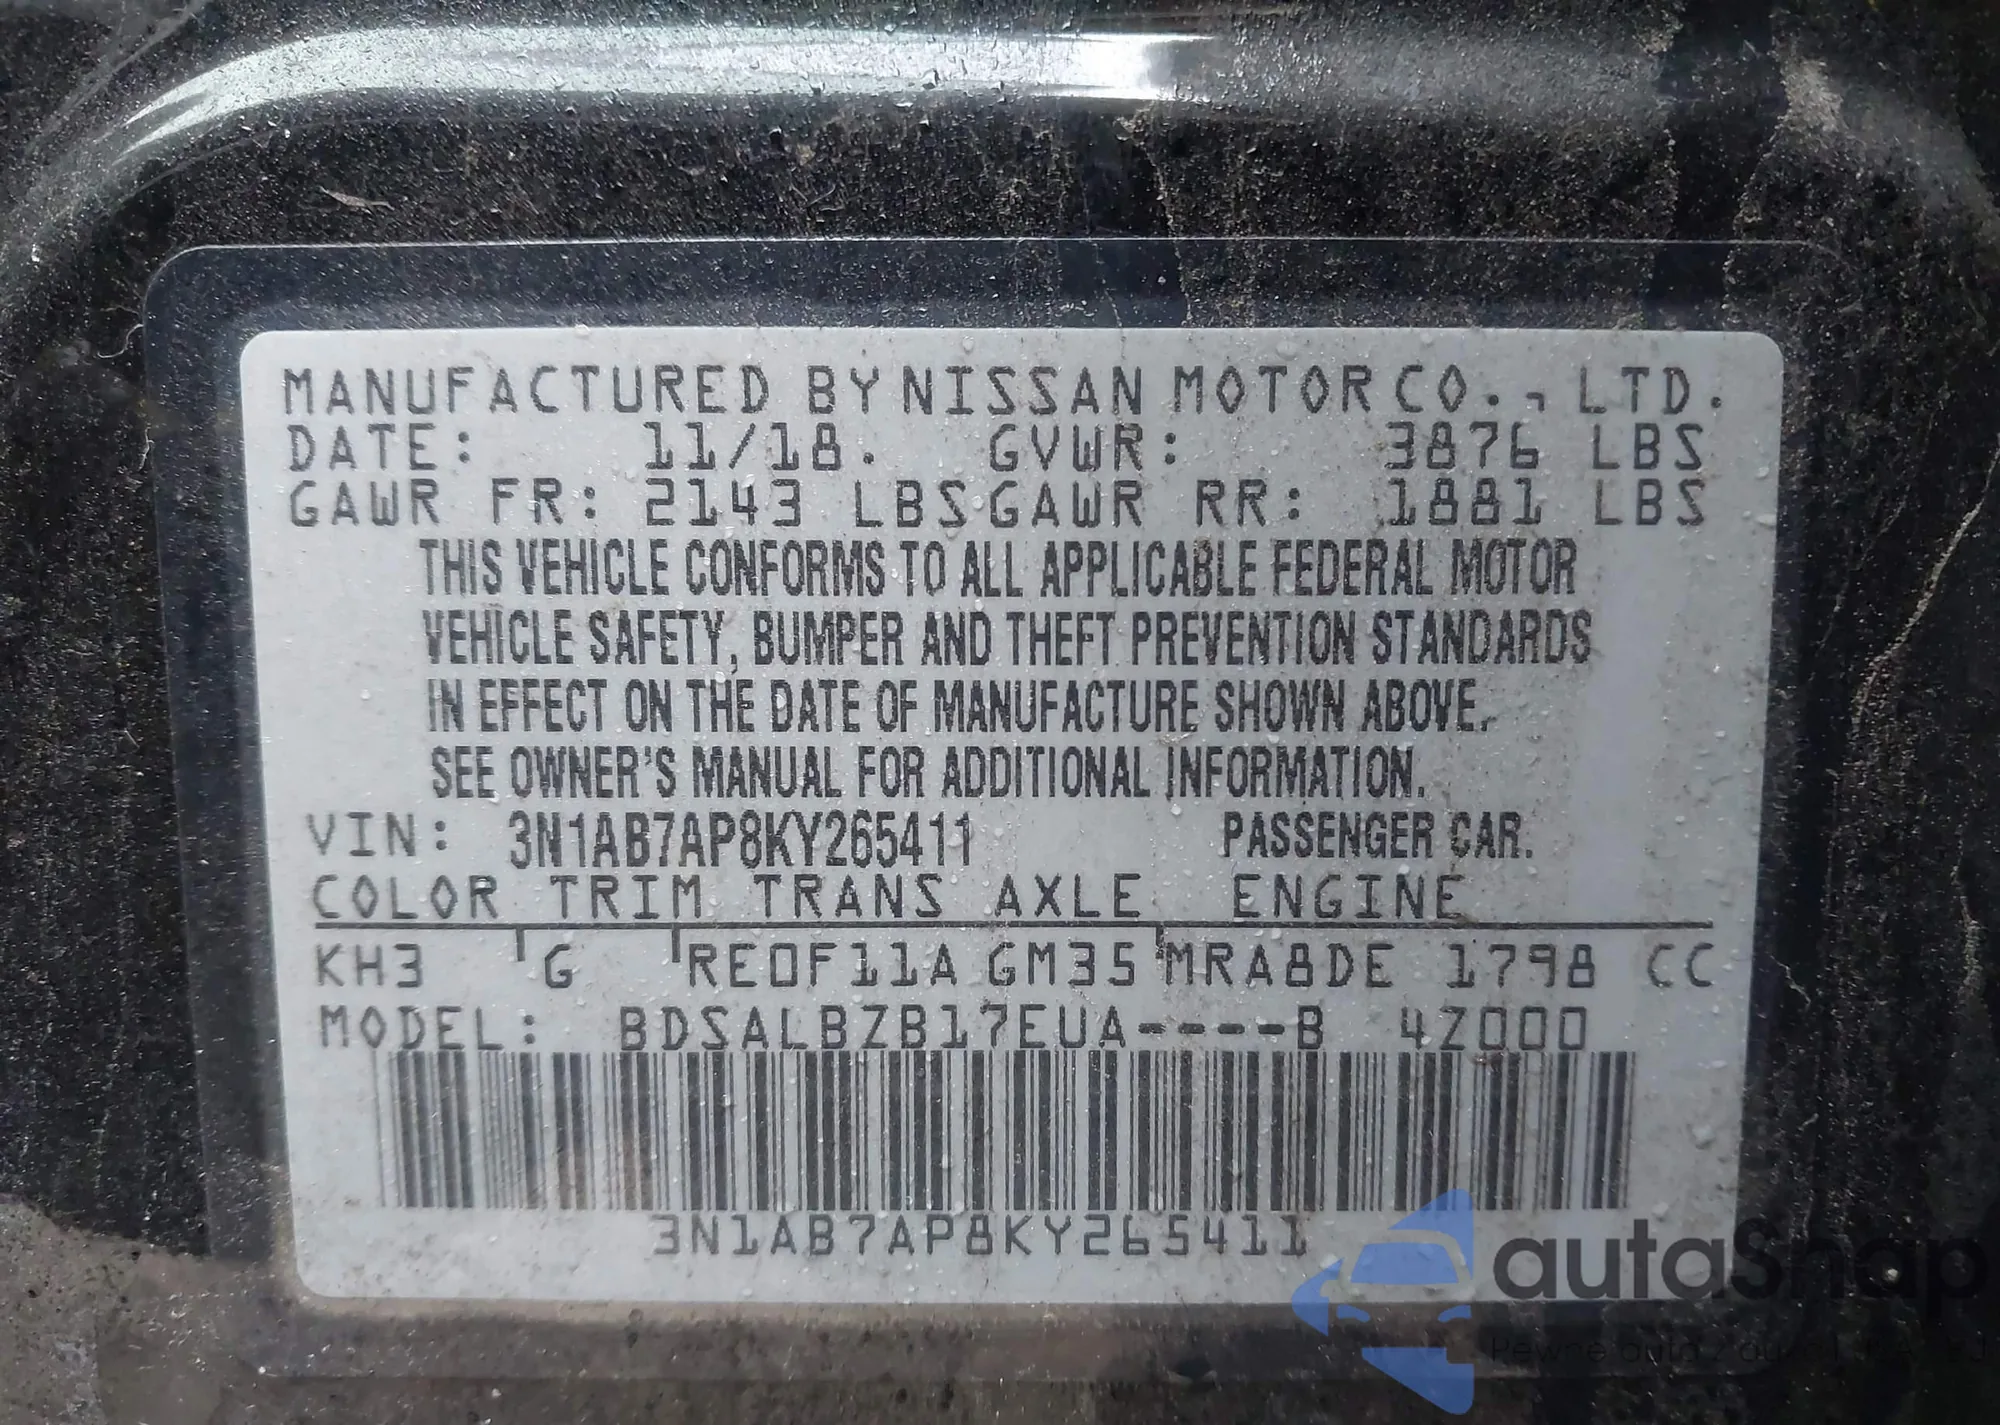 MANUFACTURED BY NISSAN MOTOR CO., LTD.
DATE: 11/18. GVWR: 3876 LBS
GAWR FR: 2143 LBS GAWR RR: 1881 LBS
THIS VEHICLE CONFORMS TO ALL APPLICABLE FEDERAL MOTOR
VEHICLE SAFETY, BUMPER AND THEFT PREVENTION STANDARDS
IN EFFECT ON THE DATE OF MANUFACTURE SHOWN ABOVE.
SEE OWNER'S MANUAL FOR ADDITIONAL INFORMATION.
VIN: 3N1AB7AP8KY265411 PASSENGER CAR.
COLOR TRIM TRANS AXLE ENGINE
KH3 G RE0F11A GM35 MRA8DE 1798 CC
MODEL: BDSALBZB17EUA----B 4Z000
3N1AB7AP8KY265411
autaSnap
Pewne auta z